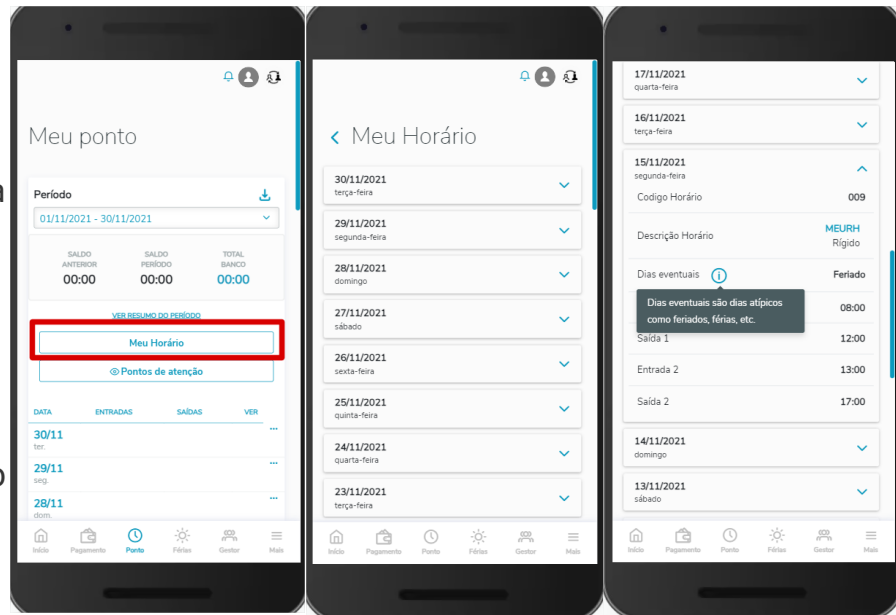 a
o
Meu ponto
Período
01/11/2021 - 30/11/2021
SALDO ANTERIOR
00:00
SALDO PERÍODO
00:00
TOTAL BANCO
00:00
VER RESUMO DO PERÍODO
Meu Horário
Pontos de atenção
DATA ENTRADAS SAÍDAS VER
30/11 ...
ter.
29/11 ...
seg.
28/11 ...
dom.
Início Pagamento Ponto Férias Gestor Mais
Meu Horário
30/11/2021
terça-feira
29/11/2021
segunda-feira
28/11/2021
domingo
27/11/2021
sábado
26/11/2021
sexta-feira
25/11/2021
quinta-feira
24/11/2021
quarta-feira
23/11/2021
terça-feira
Início Pagamento Ponto Férias Gestor Mais
17/11/2021
quarta-feira
16/11/2021
terça-feira
15/11/2021
segunda-feira
Codigo Horário 009
Descrição Horário MEURH
Rígido
Dias eventuais i Feriado
Dias eventuais são dias atípicos
como feriados, férias, etc.
08:00
Saída 1 12:00
Entrada 2 13:00
Saída 2 17:00
14/11/2021
domingo
13/11/2021
sábado
Início Pagamento Ponto Férias Gestor Mais